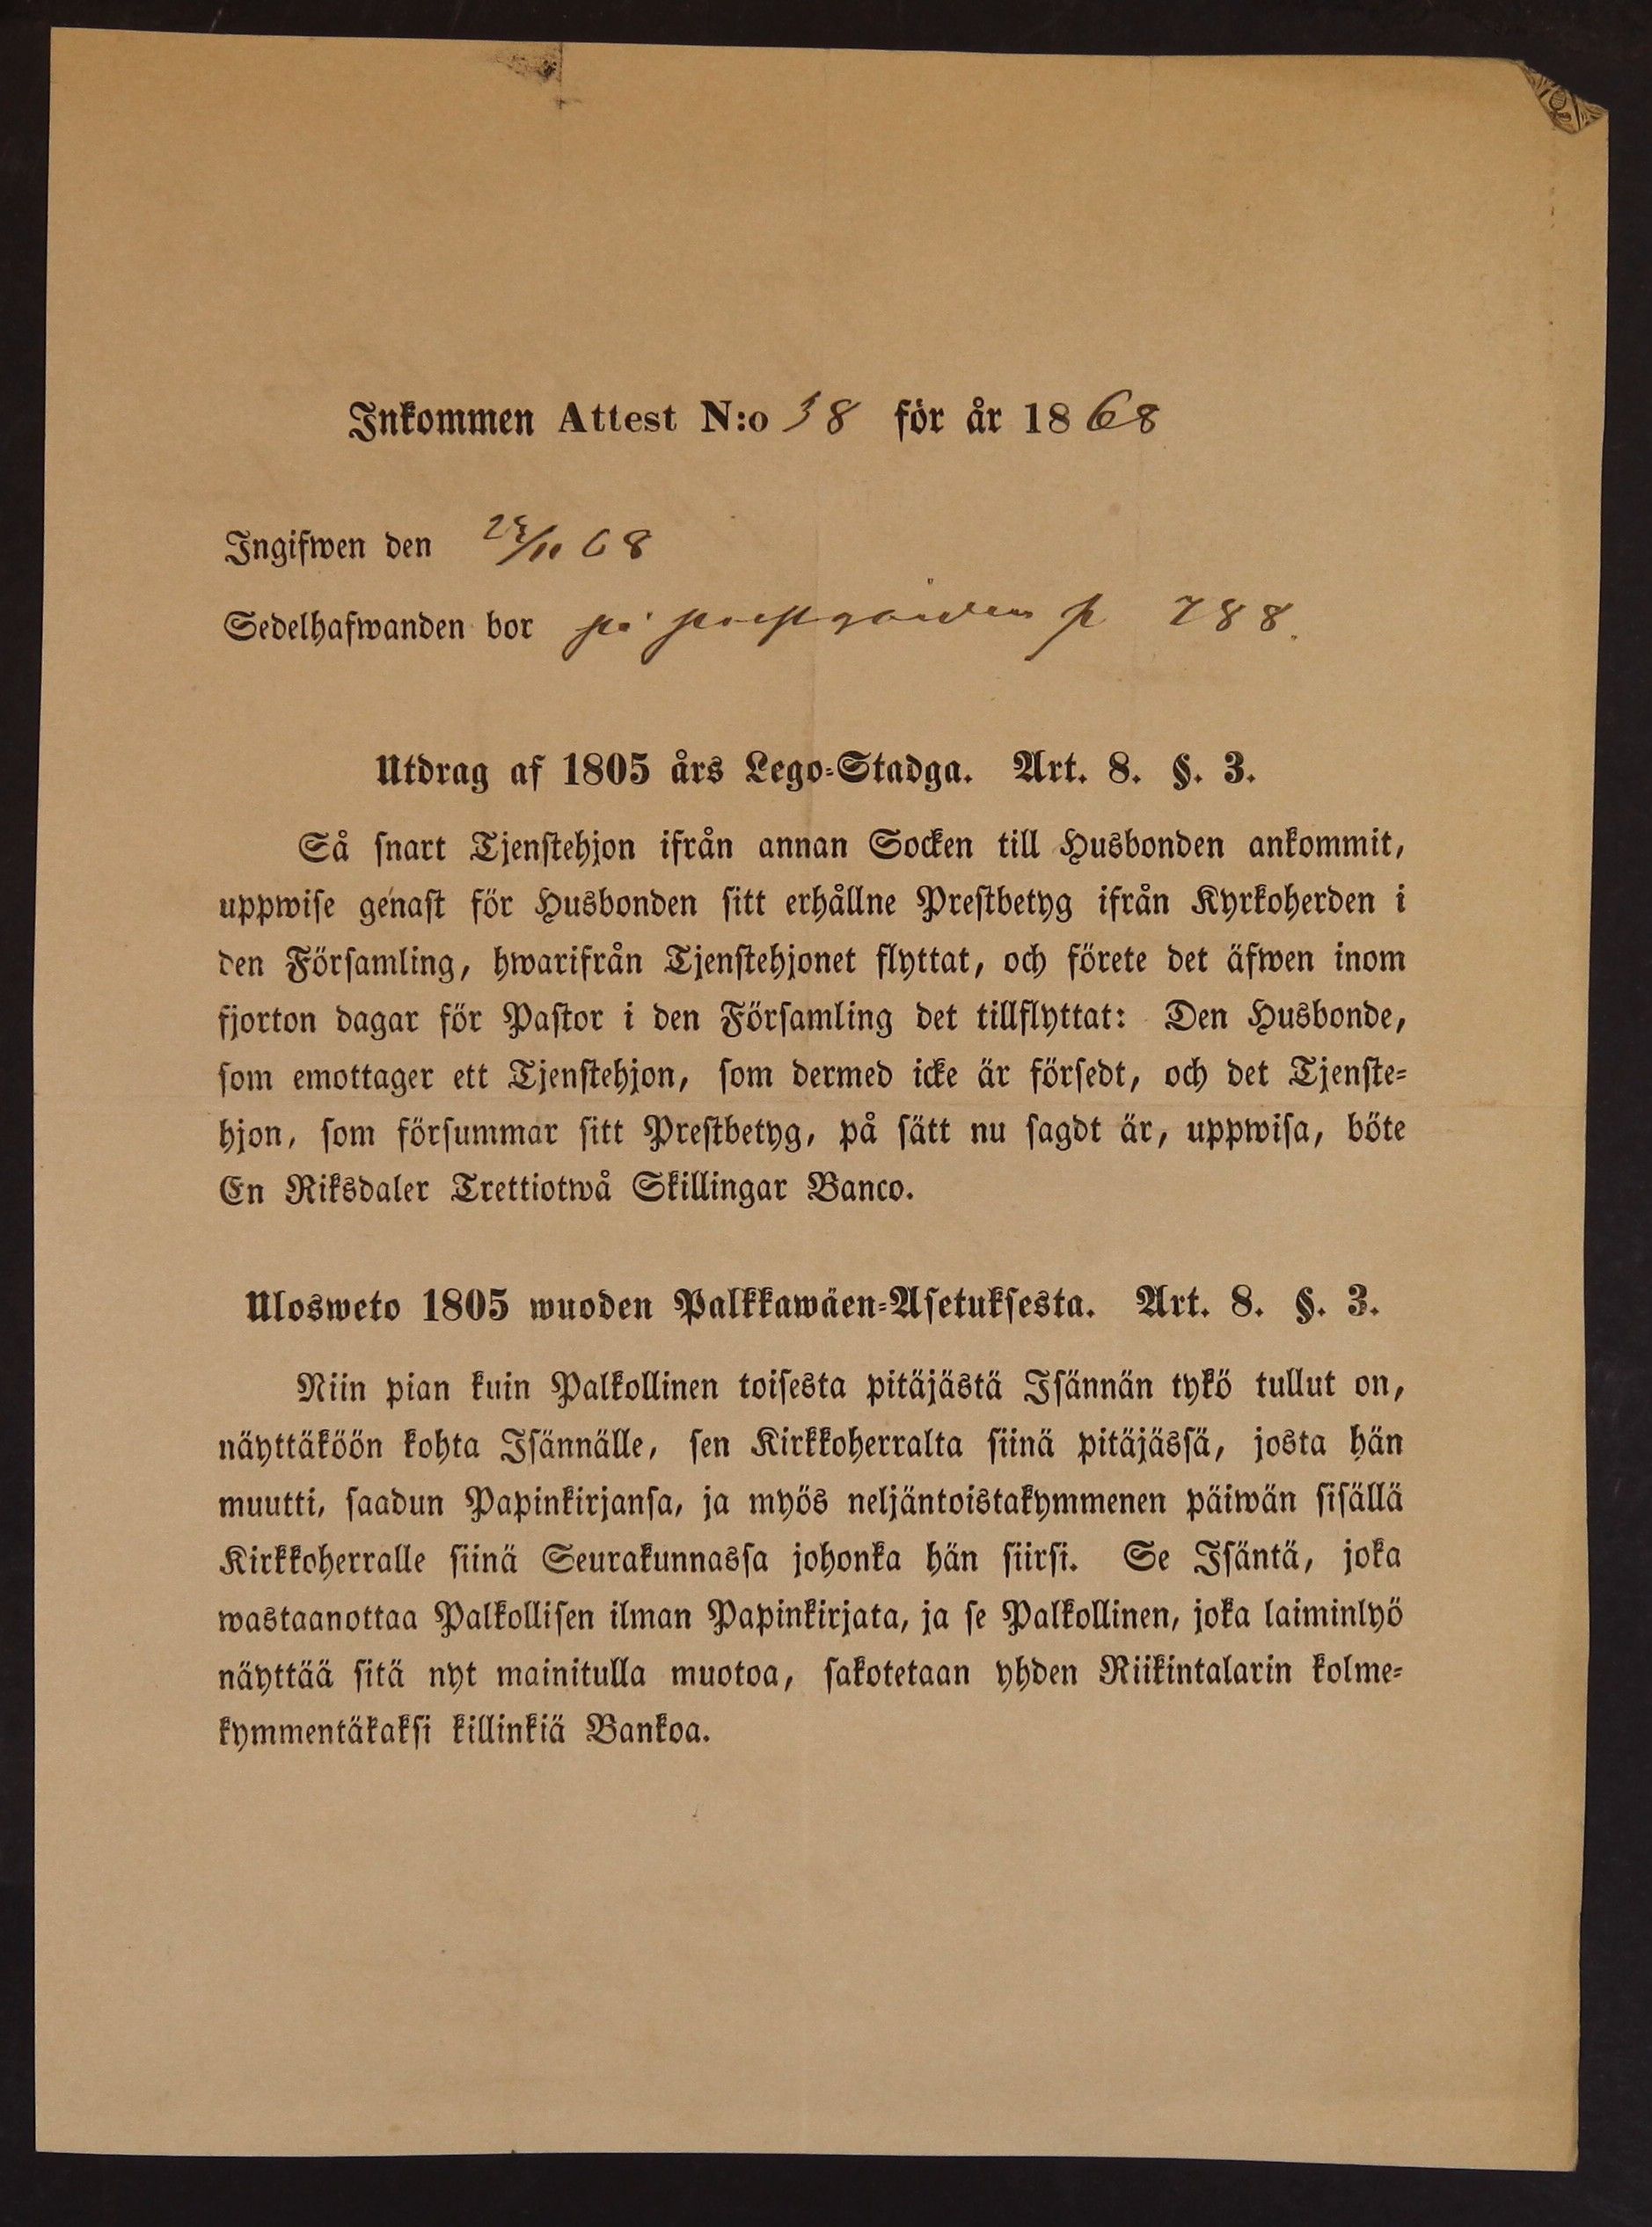 Inkommen Attest N:o 38 för år 1868
Ingifwen den /11 68
Sedelhafwanden bor på prestgården p 788.
Utdrag af 1805 års Lego-Stadga. Art. 8. §. 3.
Så snart Tjenstehjon ifrån annan Socken till Husbonden ankommit,
uppwise genast för Husbonden sitt erhållne Prestbetyg ifrån Kyrkoherden i
den Församling, hwarifrån Tjenstehjonet flyttat, och förete det äfwen inom
fjorton dagar för Pastor i den Församling det tillflyttat: Den Husbonde,
som emottager ett Tjenstehjon, som dermed icke är försedt, och det Tjenste-
hjon, som försummar sitt Prestbetyg, på sätt nu sagdt är, uppwisa, böte
En Riksdaler Trettiotwå Skillingar Banco.
Ulosweto 1805 wuoden Palkkawäen-Asetuksesta. Art. 8. §. 3.
Niin pian kuin Palkollinen toisesta pitäjästä Isännän tykö tullut on,
näyttäköön kohta Isännälle, sen Kirkkoherralta siinä pitäjässä, josta hän
muutti, saadun Papinkirjansa, ja myös neljäntoistakymmenen päiwän sisällä
Kirkkoherralle siinä Seurakunnassa johonka hän siirsi. Se Isäntä, joka
wastaanottaa Palkollisen ilman Papinkirjata, ja se Palkollinen, joka laiminlyö
näyttää sitä nyt mainitulla muotoa, sakotetaan yhden Riikintalarin kolme-
kymmentäkaksi killinkiä Bankoa.